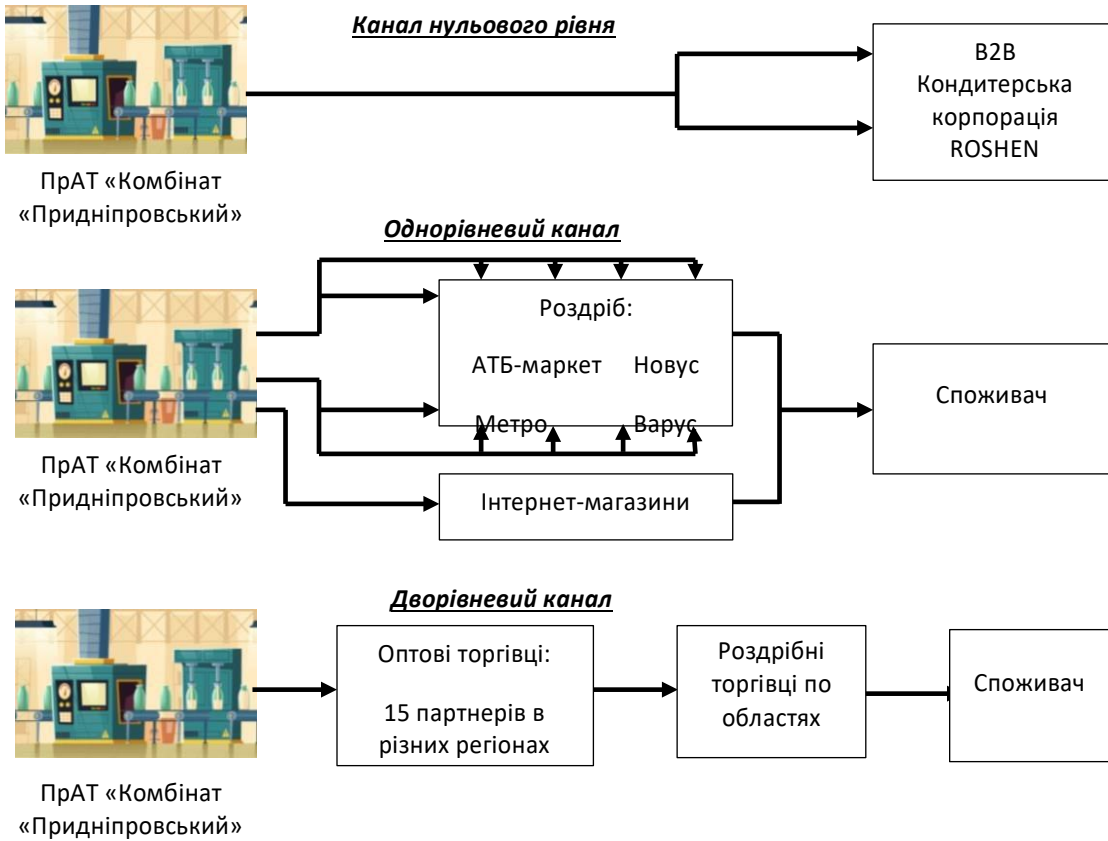 Канал нульового рівня
B2B
Кондитерська
корпорація
ROSHEN
ПрАТ «Комбінат
«Придніпровський»
Однорівневий канал
Роздріб:
АТБ-маркет Новус
Метро Варус
Споживач
ПрАТ «Комбінат
«Придніпровський»
Інтернет-магазини
Дворівневий канал
Оптові торгівці:
15 партнерів в
різних регіонах
Роздрібні
торгівці по
областях
Споживач
ПрАТ «Комбінат
«Придніпровський»